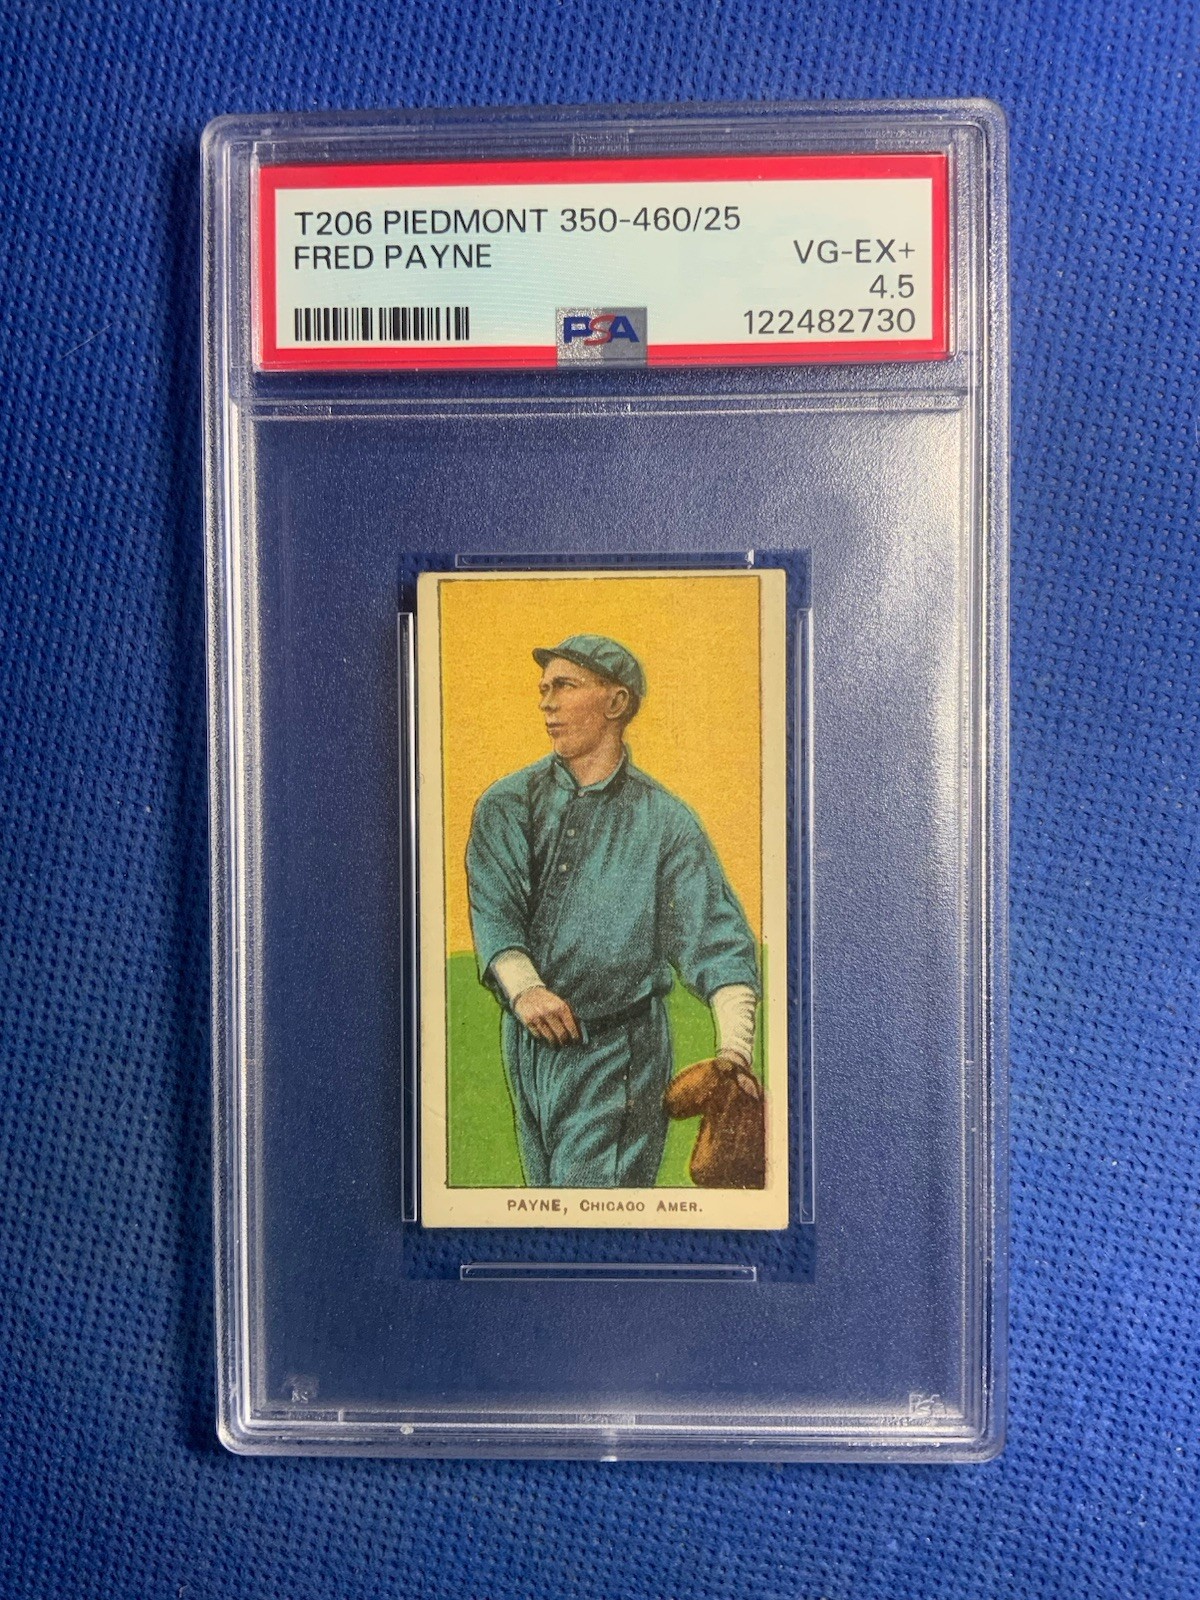 T206 PIEDMONT 350-460/25
FRED PAYNE
VG-EX+
4.5
PSA
122482730
PAYNE, CHICAGO AMER.